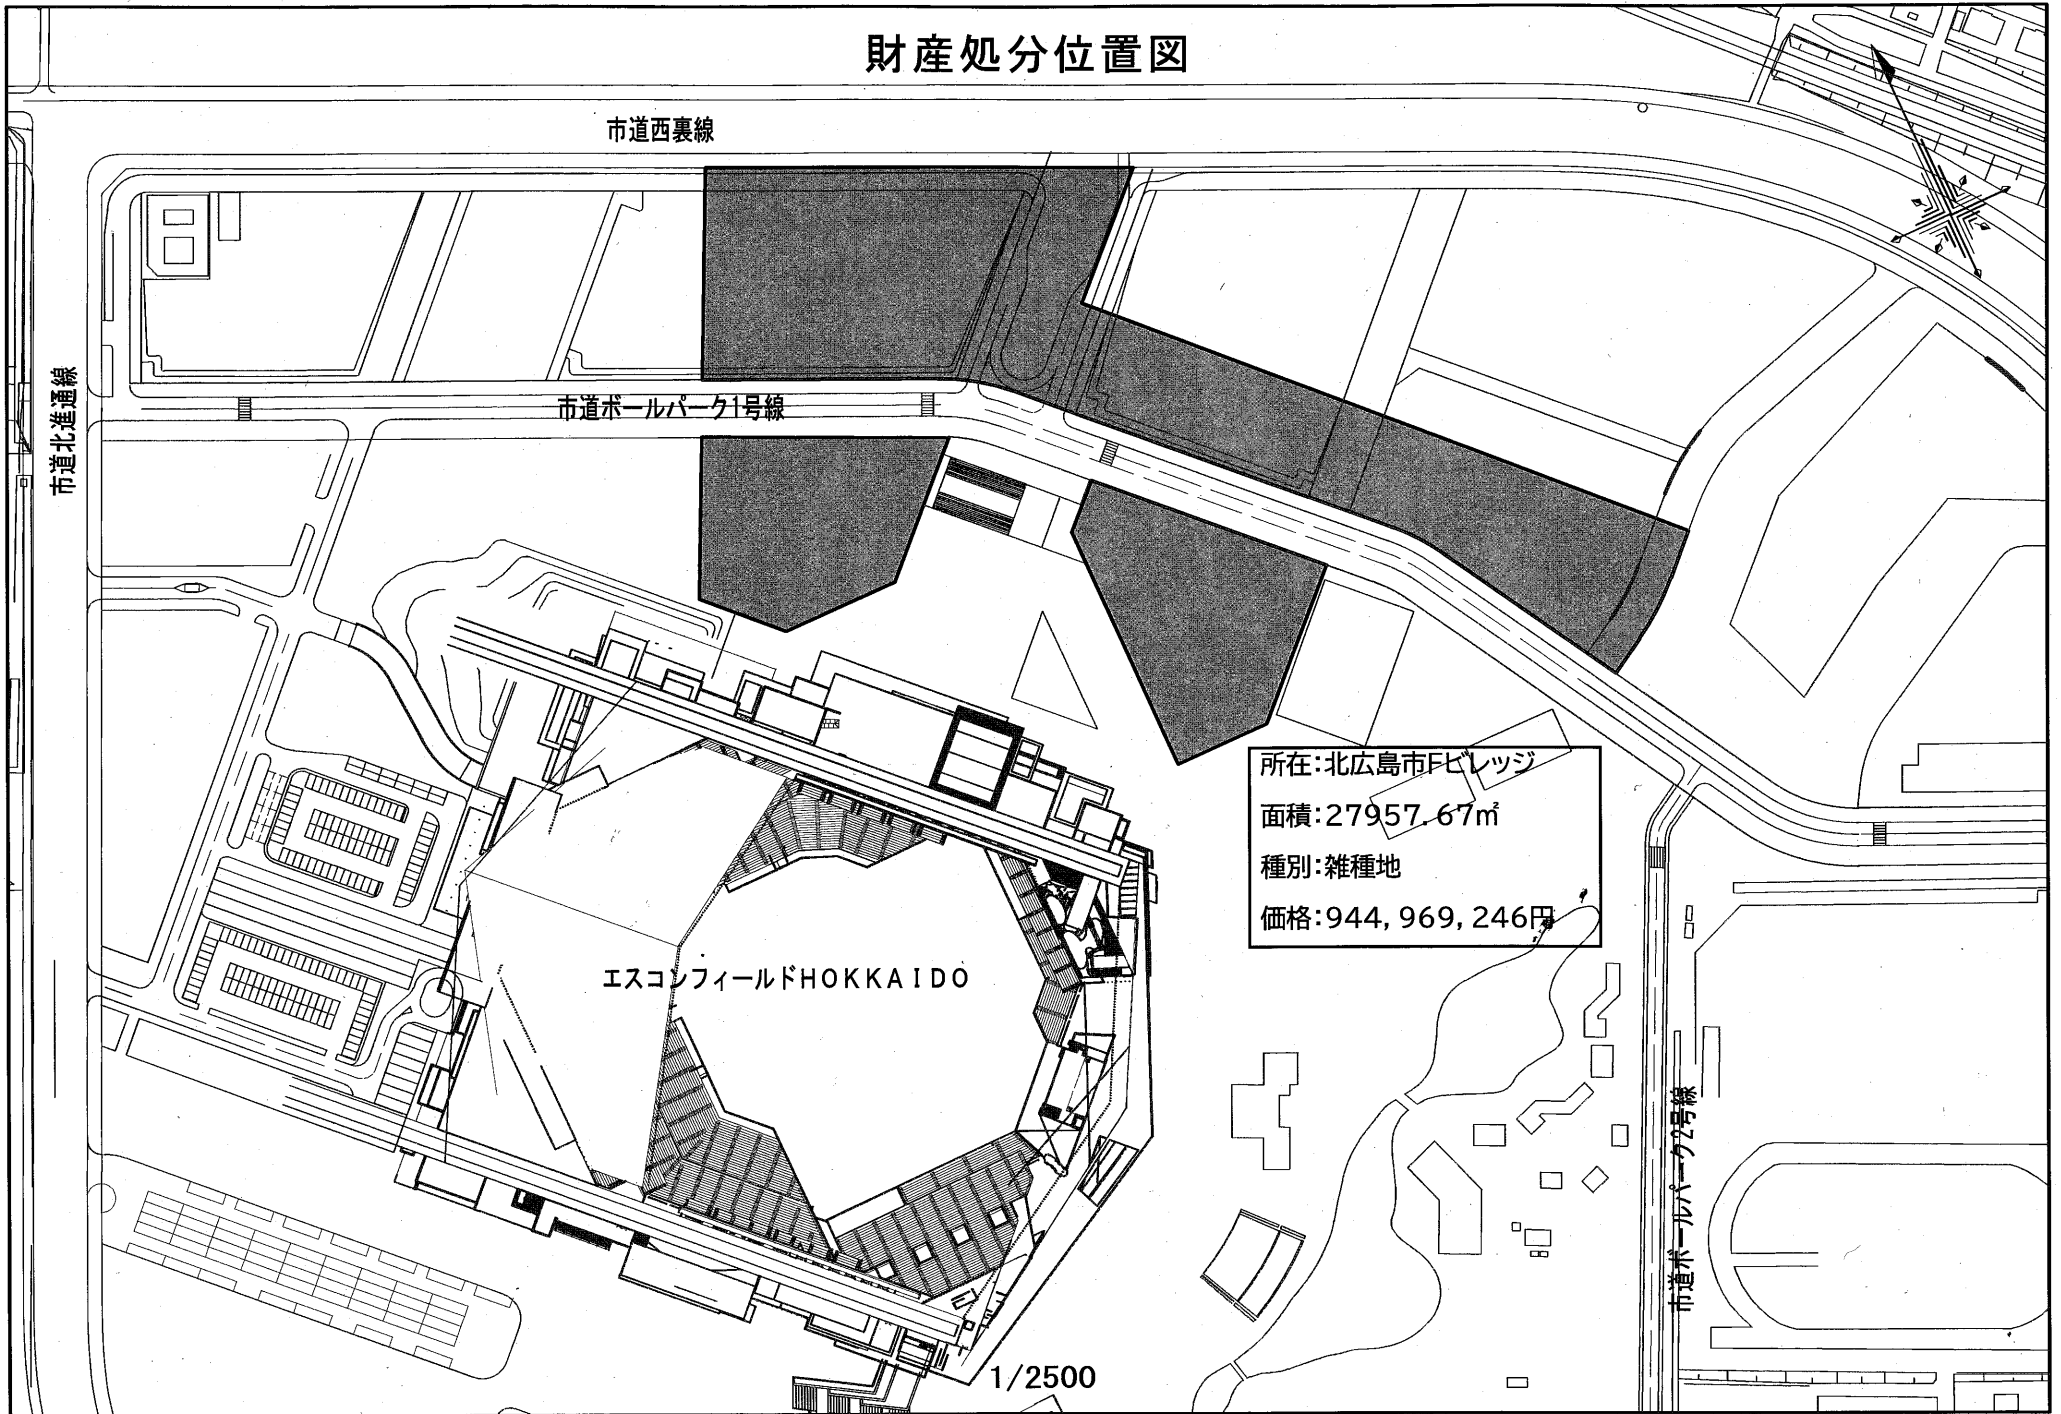 財産処分位置図
市道西裏線
市道北進通線
市道ボールパーク1号線
所在:北広島市Fビレッジ
面積:27957.67㎡
種別:雑種地
価格:944,969,246円
エスコンフィールドHOKKAIDO
市道ボールパーク2号線
1/2500